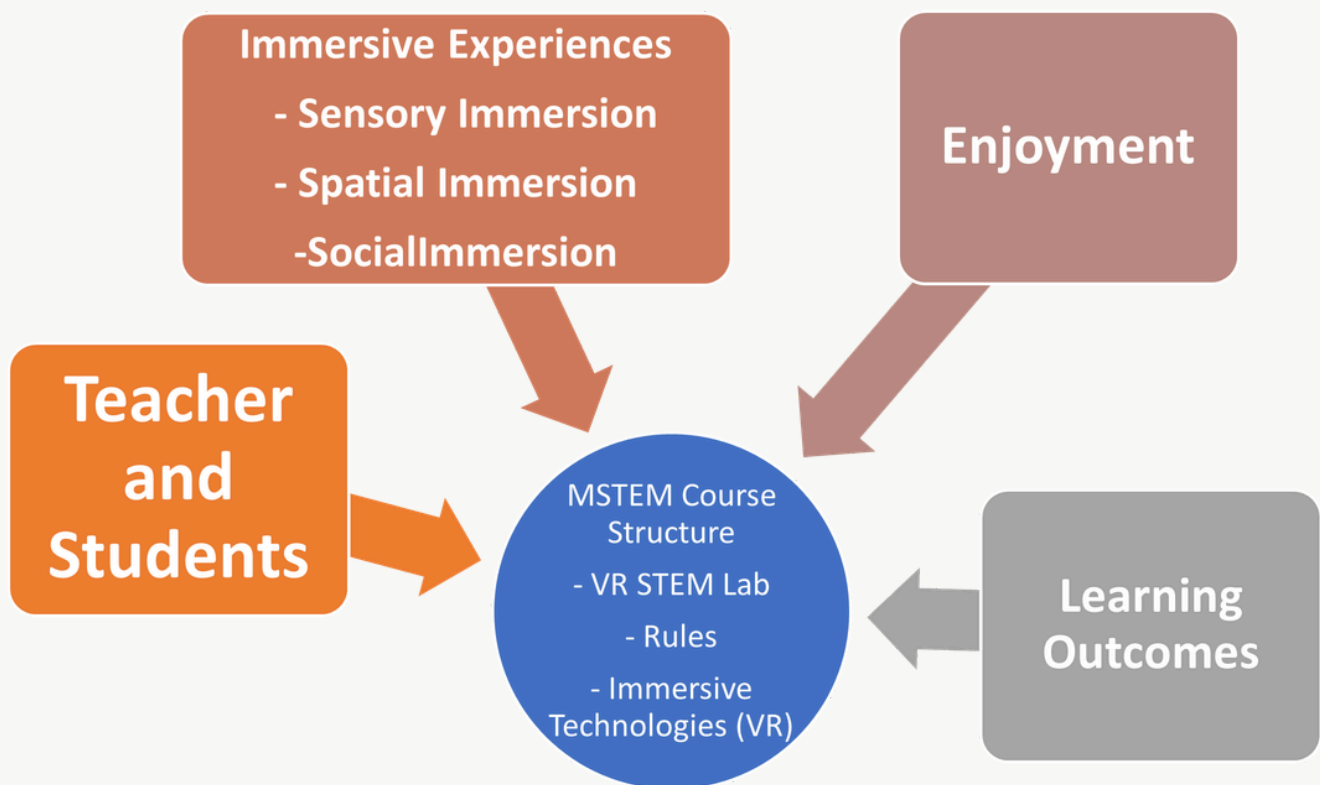 Immersive Experiences
- Sensory Immersion
- Spatial Immersion
-SocialImmersion
Enjoyment
Teacher
and
Students
MSTEM Course
Structure
- VR STEM Lab
- Rules
- Immersive
Technologies (VR)
Learning
Outcomes